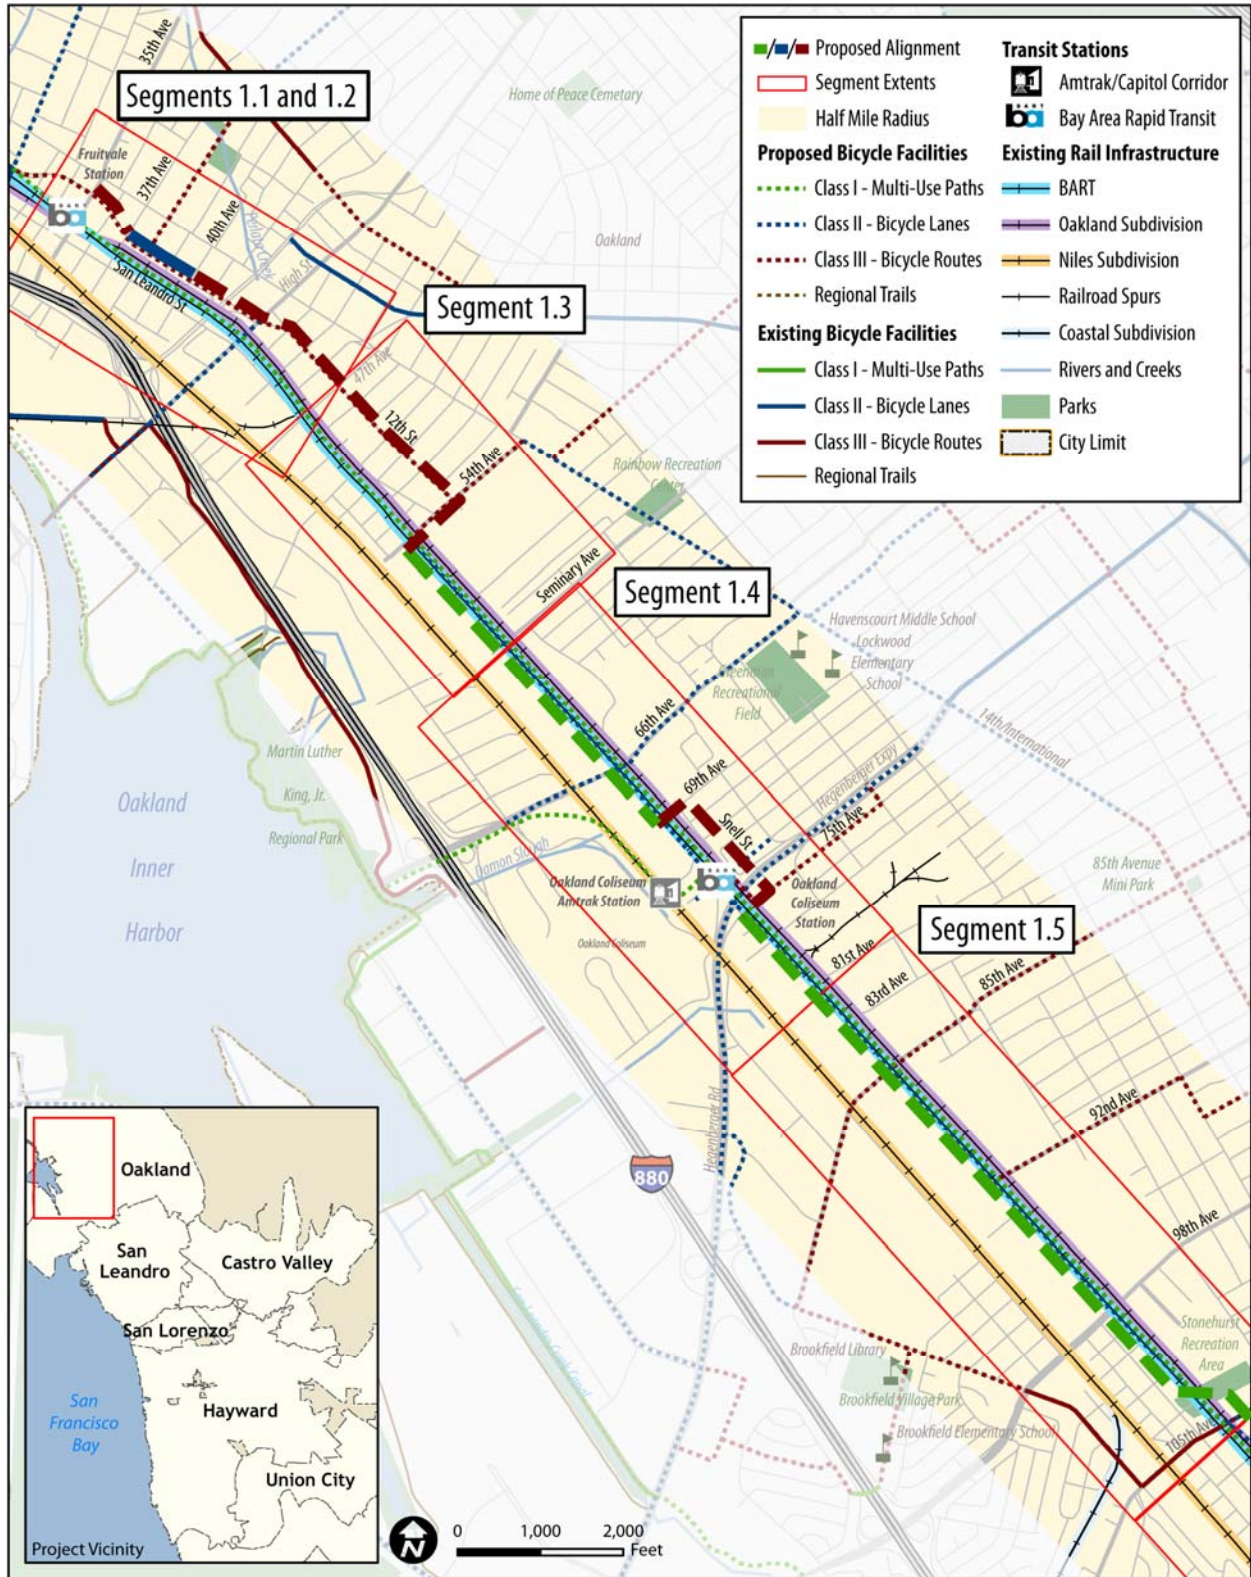 35th Ave
Segments 1.1 and 1.2
Home of Peace Cemetery
Fruitvale
Station
37th Ave
40th Ave
Peralta Creek
High St
San Leandro St
Oakland
Segment 1.3
47th Ave
12th St
54th Ave
Rainbow Recreation
Center
Seminary Ave
Segment 1.4
Havenscourt Middle School
Lockwood
Elementary
School
Greenman
Recreational
Field
66th Ave
69th Ave
Snell St
Hegenberger Expy
75th Ave
14th/International
Martin Luther
King, Jr.
Regional Park
Oakland
Inner
Harbor
Damon Slough
Oakland Coliseum
Amtrak Station
Oakland Coliseum
BART
ba
Oakland
Coliseum
Station
85th Avenue
Mini Park
Segment 1.5
81st Ave
83rd Ave
85th Ave
92nd Ave
98th Ave
Hegenberger Rd
880
Stonehurst
Recreation
Area
105th Ave
Brookfield Library
Brookfield Village Park
Brookfield Elementary School
Proposed Alignment
Segment Extents
Half Mile Radius
Proposed Bicycle Facilities
Class I - Multi-Use Paths
Class II - Bicycle Lanes
Class III - Bicycle Routes
Regional Trails
Existing Bicycle Facilities
Class I - Multi-Use Paths
Class II - Bicycle Lanes
Class III - Bicycle Routes
Regional Trails
Transit Stations
Amtrak/Capitol Corridor
BART
ba
Bay Area Rapid Transit
Existing Rail Infrastructure
BART
Oakland Subdivision
Niles Subdivision
Railroad Spurs
Coastal Subdivision
Rivers and Creeks
Parks
City Limit
Oakland
San
Leandro
Castro Valley
San Lorenzo
Hayward
San
Francisco
Bay
Union City
Project Vicinity
N
0 1,000 2,000
Feet